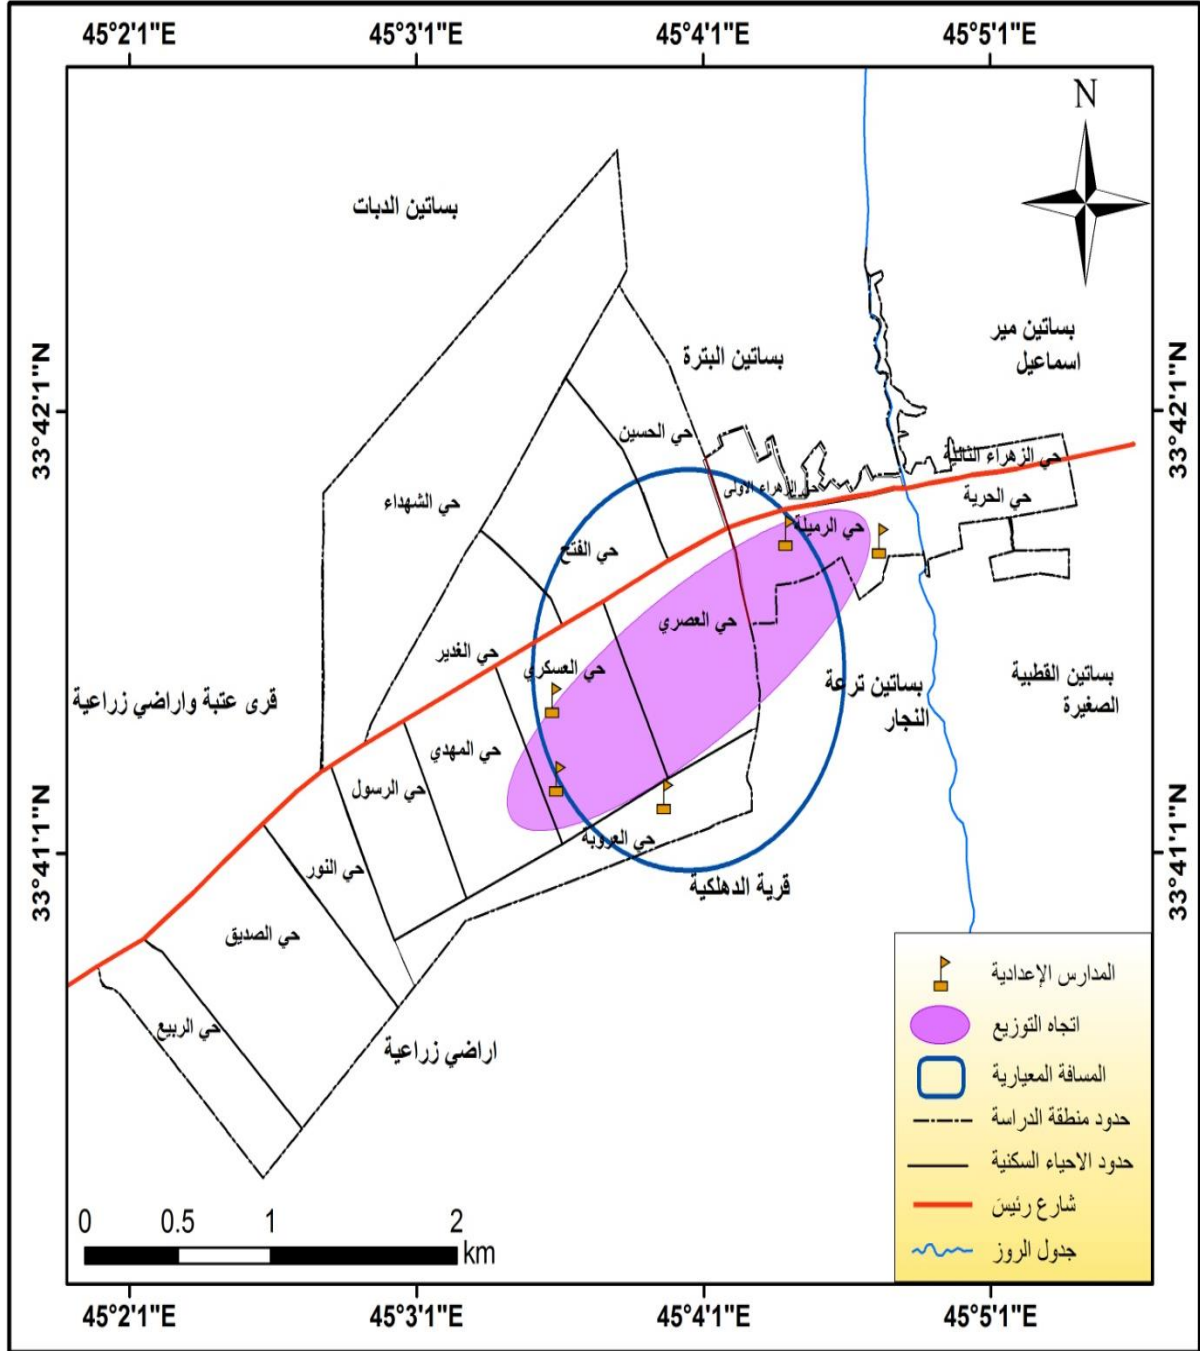 45°2'1"E
45°3'1"E
45°4'1"E
45°5'1"E
N
بساتين الدبات
بساتين مير
اسماعيل
بساتين البترة
33°42'1"N
33°42'1"N
حي الحسين
حي الزهراء الثانية
حي الزهراء الاولى
حي الحرية
حي الشهداء
حي الرميلة
حي الفتح
حي العصري
حي الغدير
حي العسكري
بساتين القطبية
الصغيرة
بساتين ترعة
النجار
قرى عتبة واراضي زراعية
حي المهدي
حي الرسول
33°41'1"N
33°41'1"N
حي العروبة
حي النور
قرية الدهلكية
حي الصديق
حي الربيع
اراضي زراعية
المدارس الإعدادية
اتجاه التوزيع
المسافة المعيارية
حدود منطقة الدراسة
حدود الاحياء السكنية
شارع رئيس
جدول الروز
0 0.5 1 2
km
45°2'1"E
45°3'1"E
45°4'1"E
45°5'1"E